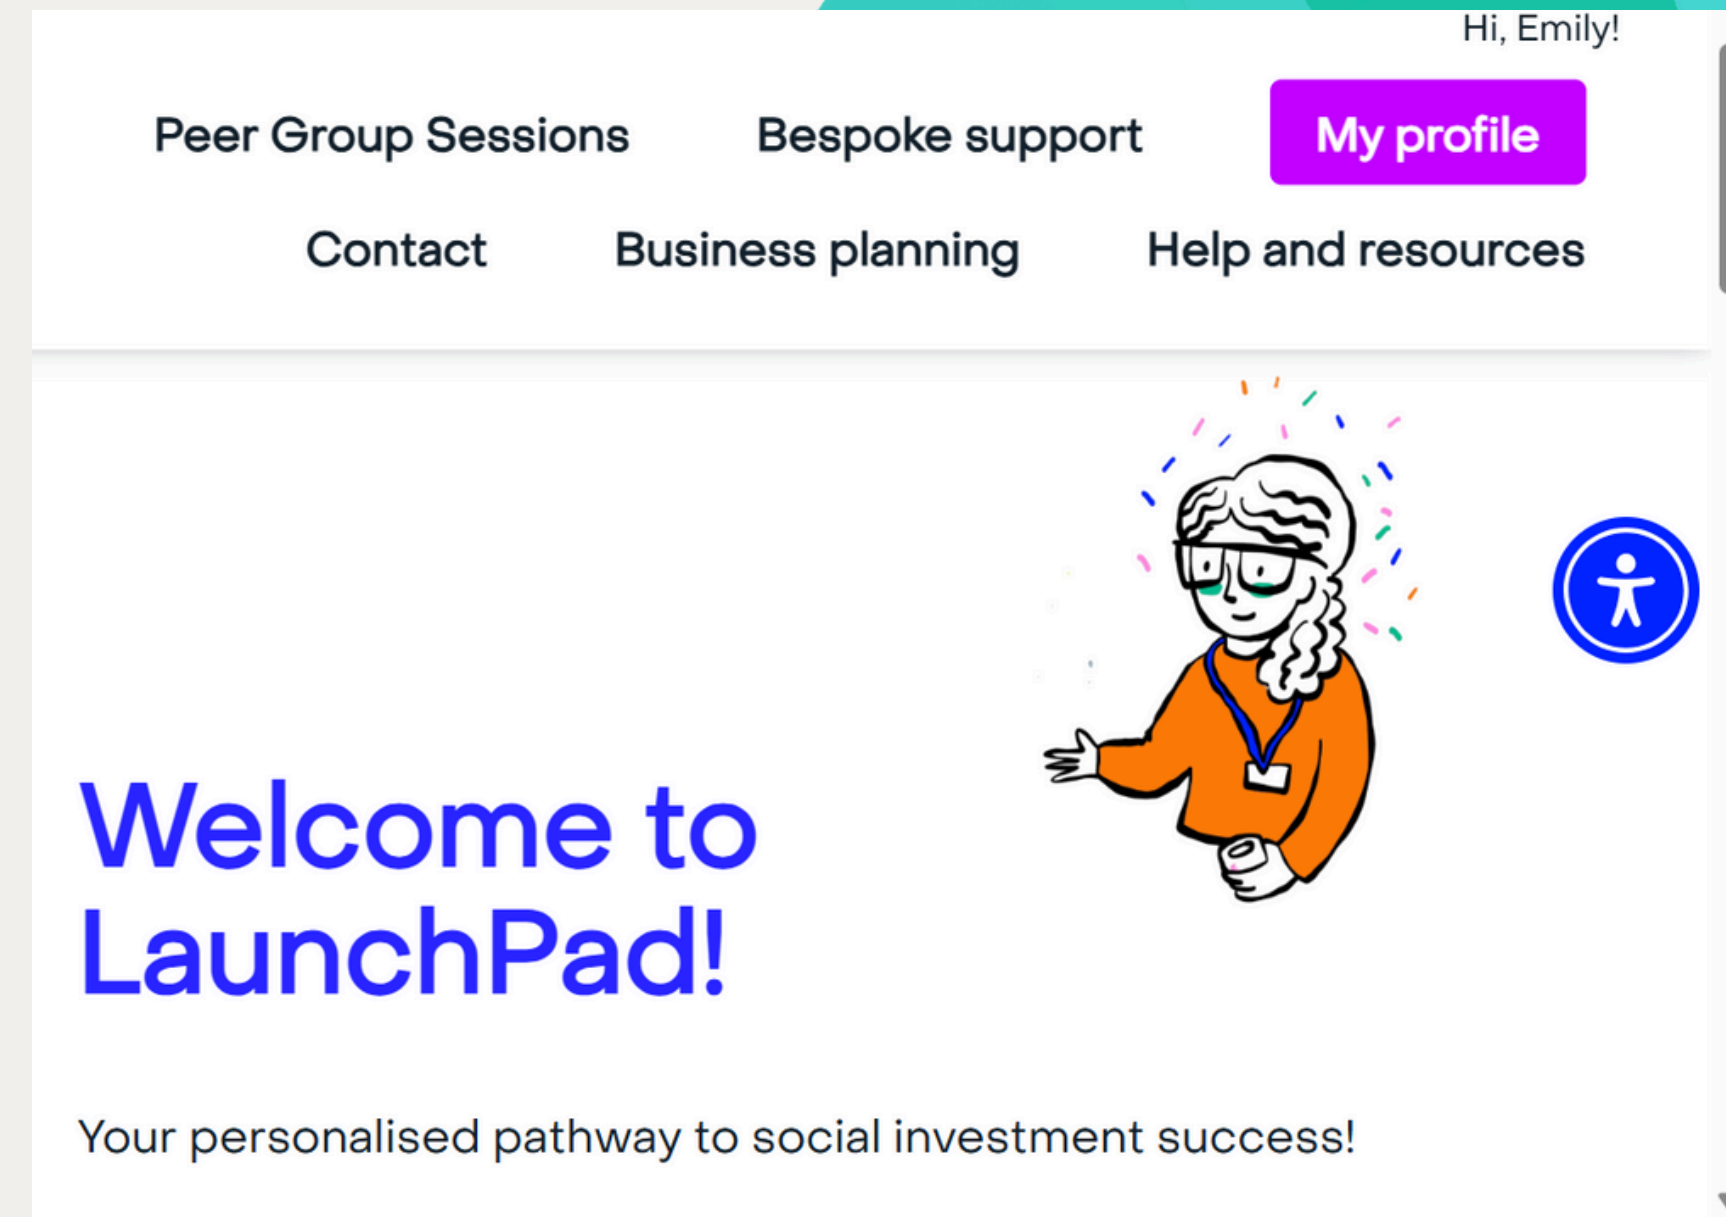 Hi, Emily!
Peer Group Sessions Bespoke support My profile
Contact Business planning Help and resources
Welcome to
LaunchPad!
Your personalised pathway to social investment success!